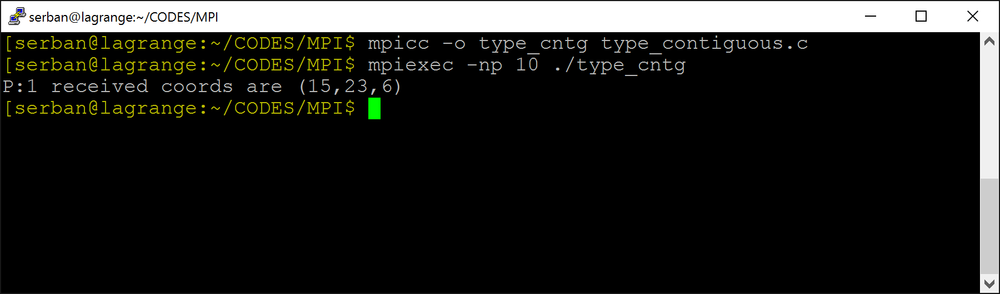 serban@lagrange:~/CODES/MPI
[serban@lagrange:~/CODES/MPI$ mpicc -o type_cntg type_contiguous.c
[serban@lagrange:~/CODES/MPI$ mpiexec -np 10 ./type_cntg
P:1 received coords are (15,23,6)
[serban@lagrange:~/CODES/MPI$